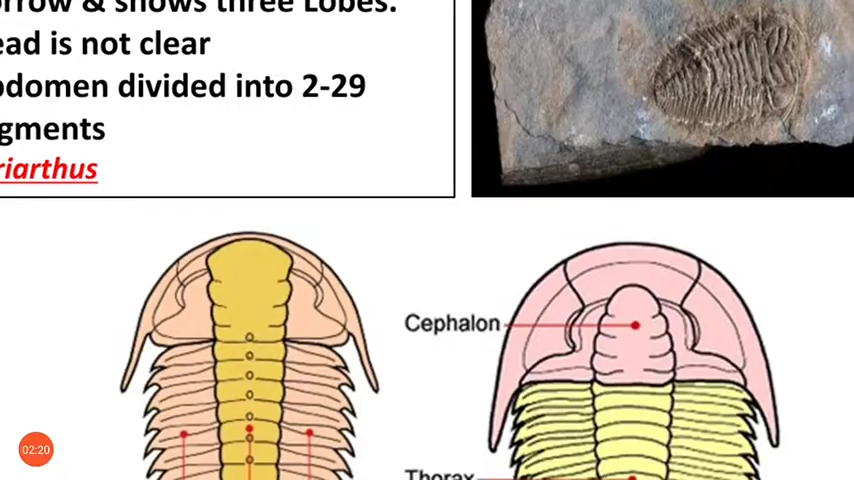 rrow & shows three Lobes.
ead is not clear
bdomen divided into 2-29
gments
riarthus
Cephalon
Thorax
02:20